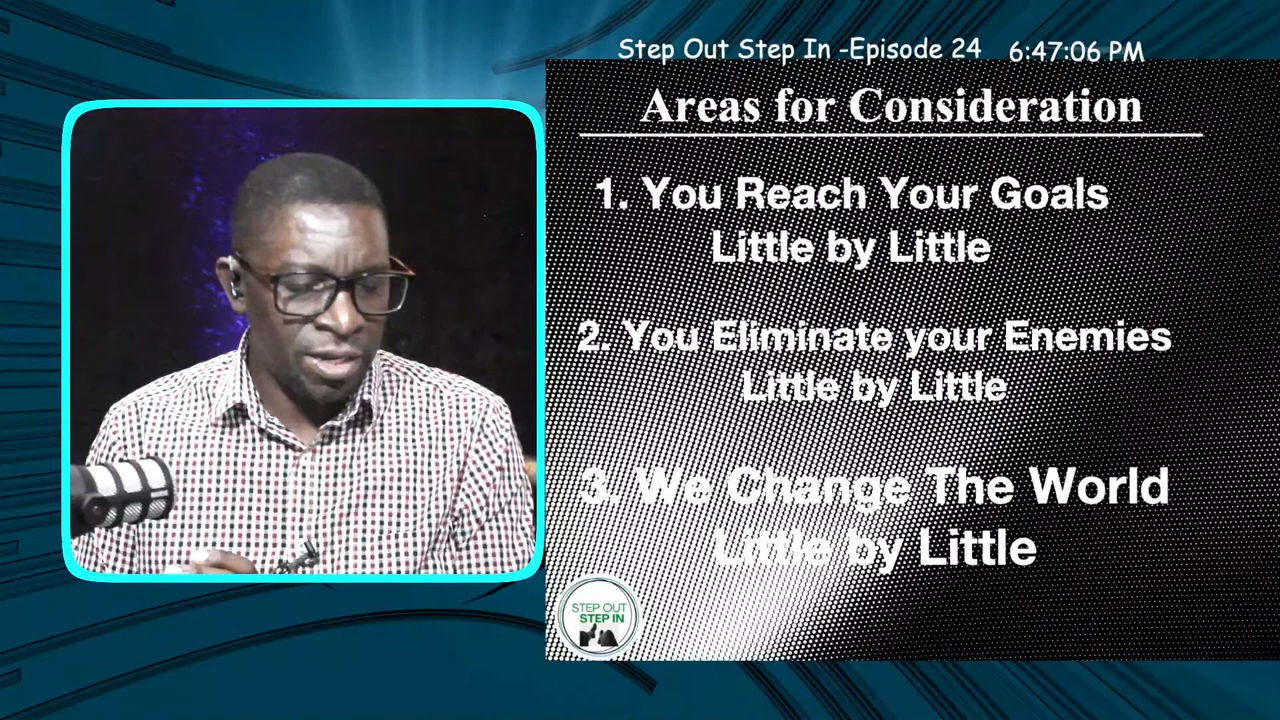 Step Out Step In -Episode 24 6:47:06 PM
Areas for Consideration
1. You Reach Your Goals
Little by Little
2. You Eliminate your Enemies
Little by Little
3. We Change The World
Little by Little
STEP OUT
STEP IN